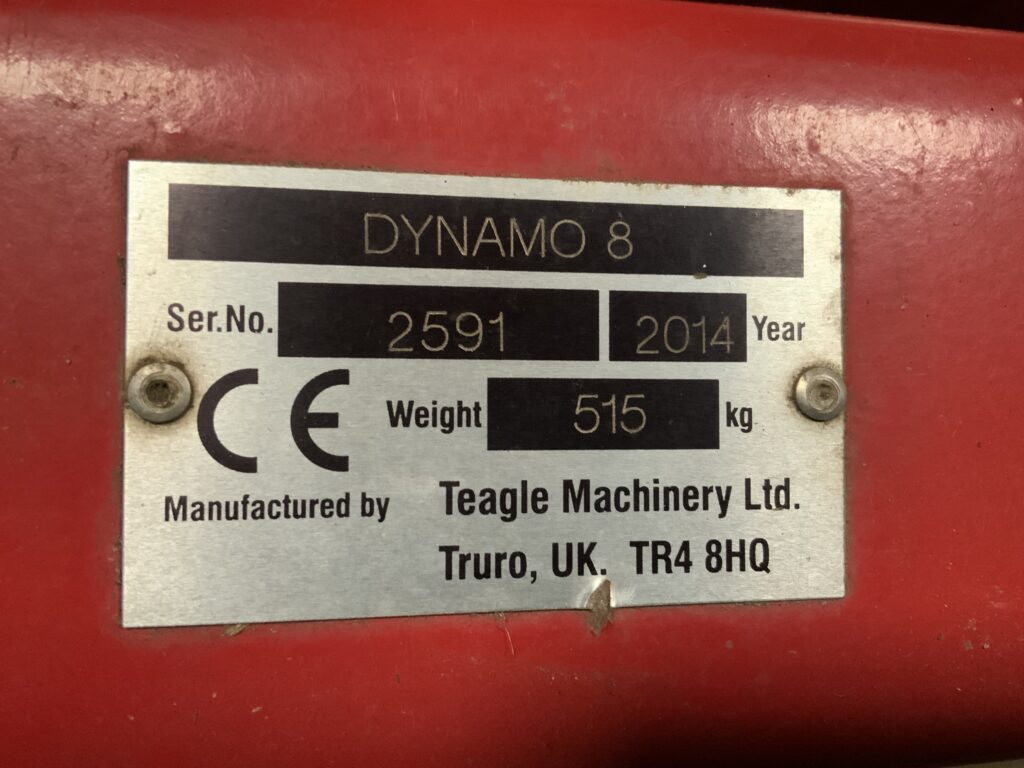 DYNAMO 8
Ser.No. 2591 2014 Year
CE Weight 515 kg
Manufactured by Teagle Machinery Ltd.
Truro, UK. TR4 8HQ